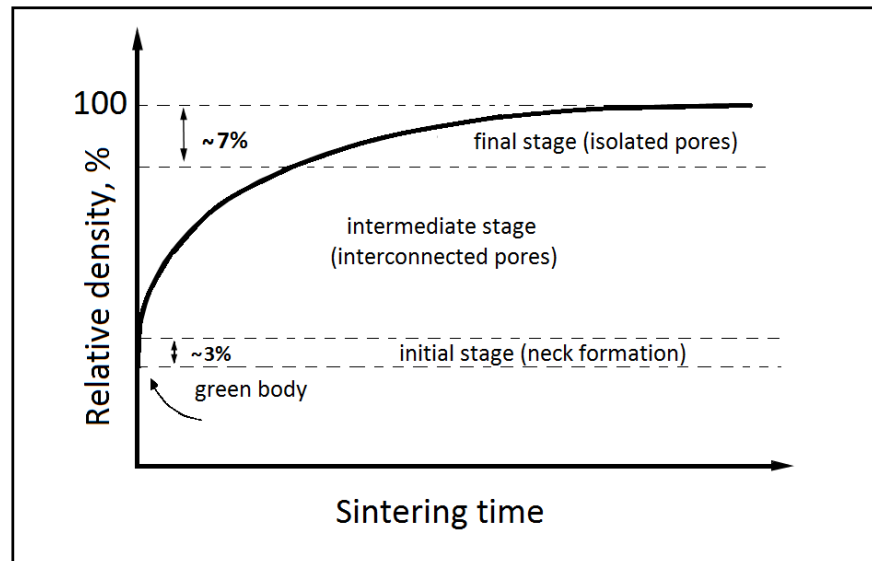 100
~7%
final stage (isolated pores)
Relative density, %
intermediate stage
(interconnected pores)
~3%
initial stage (neck formation)
green body
Sintering time